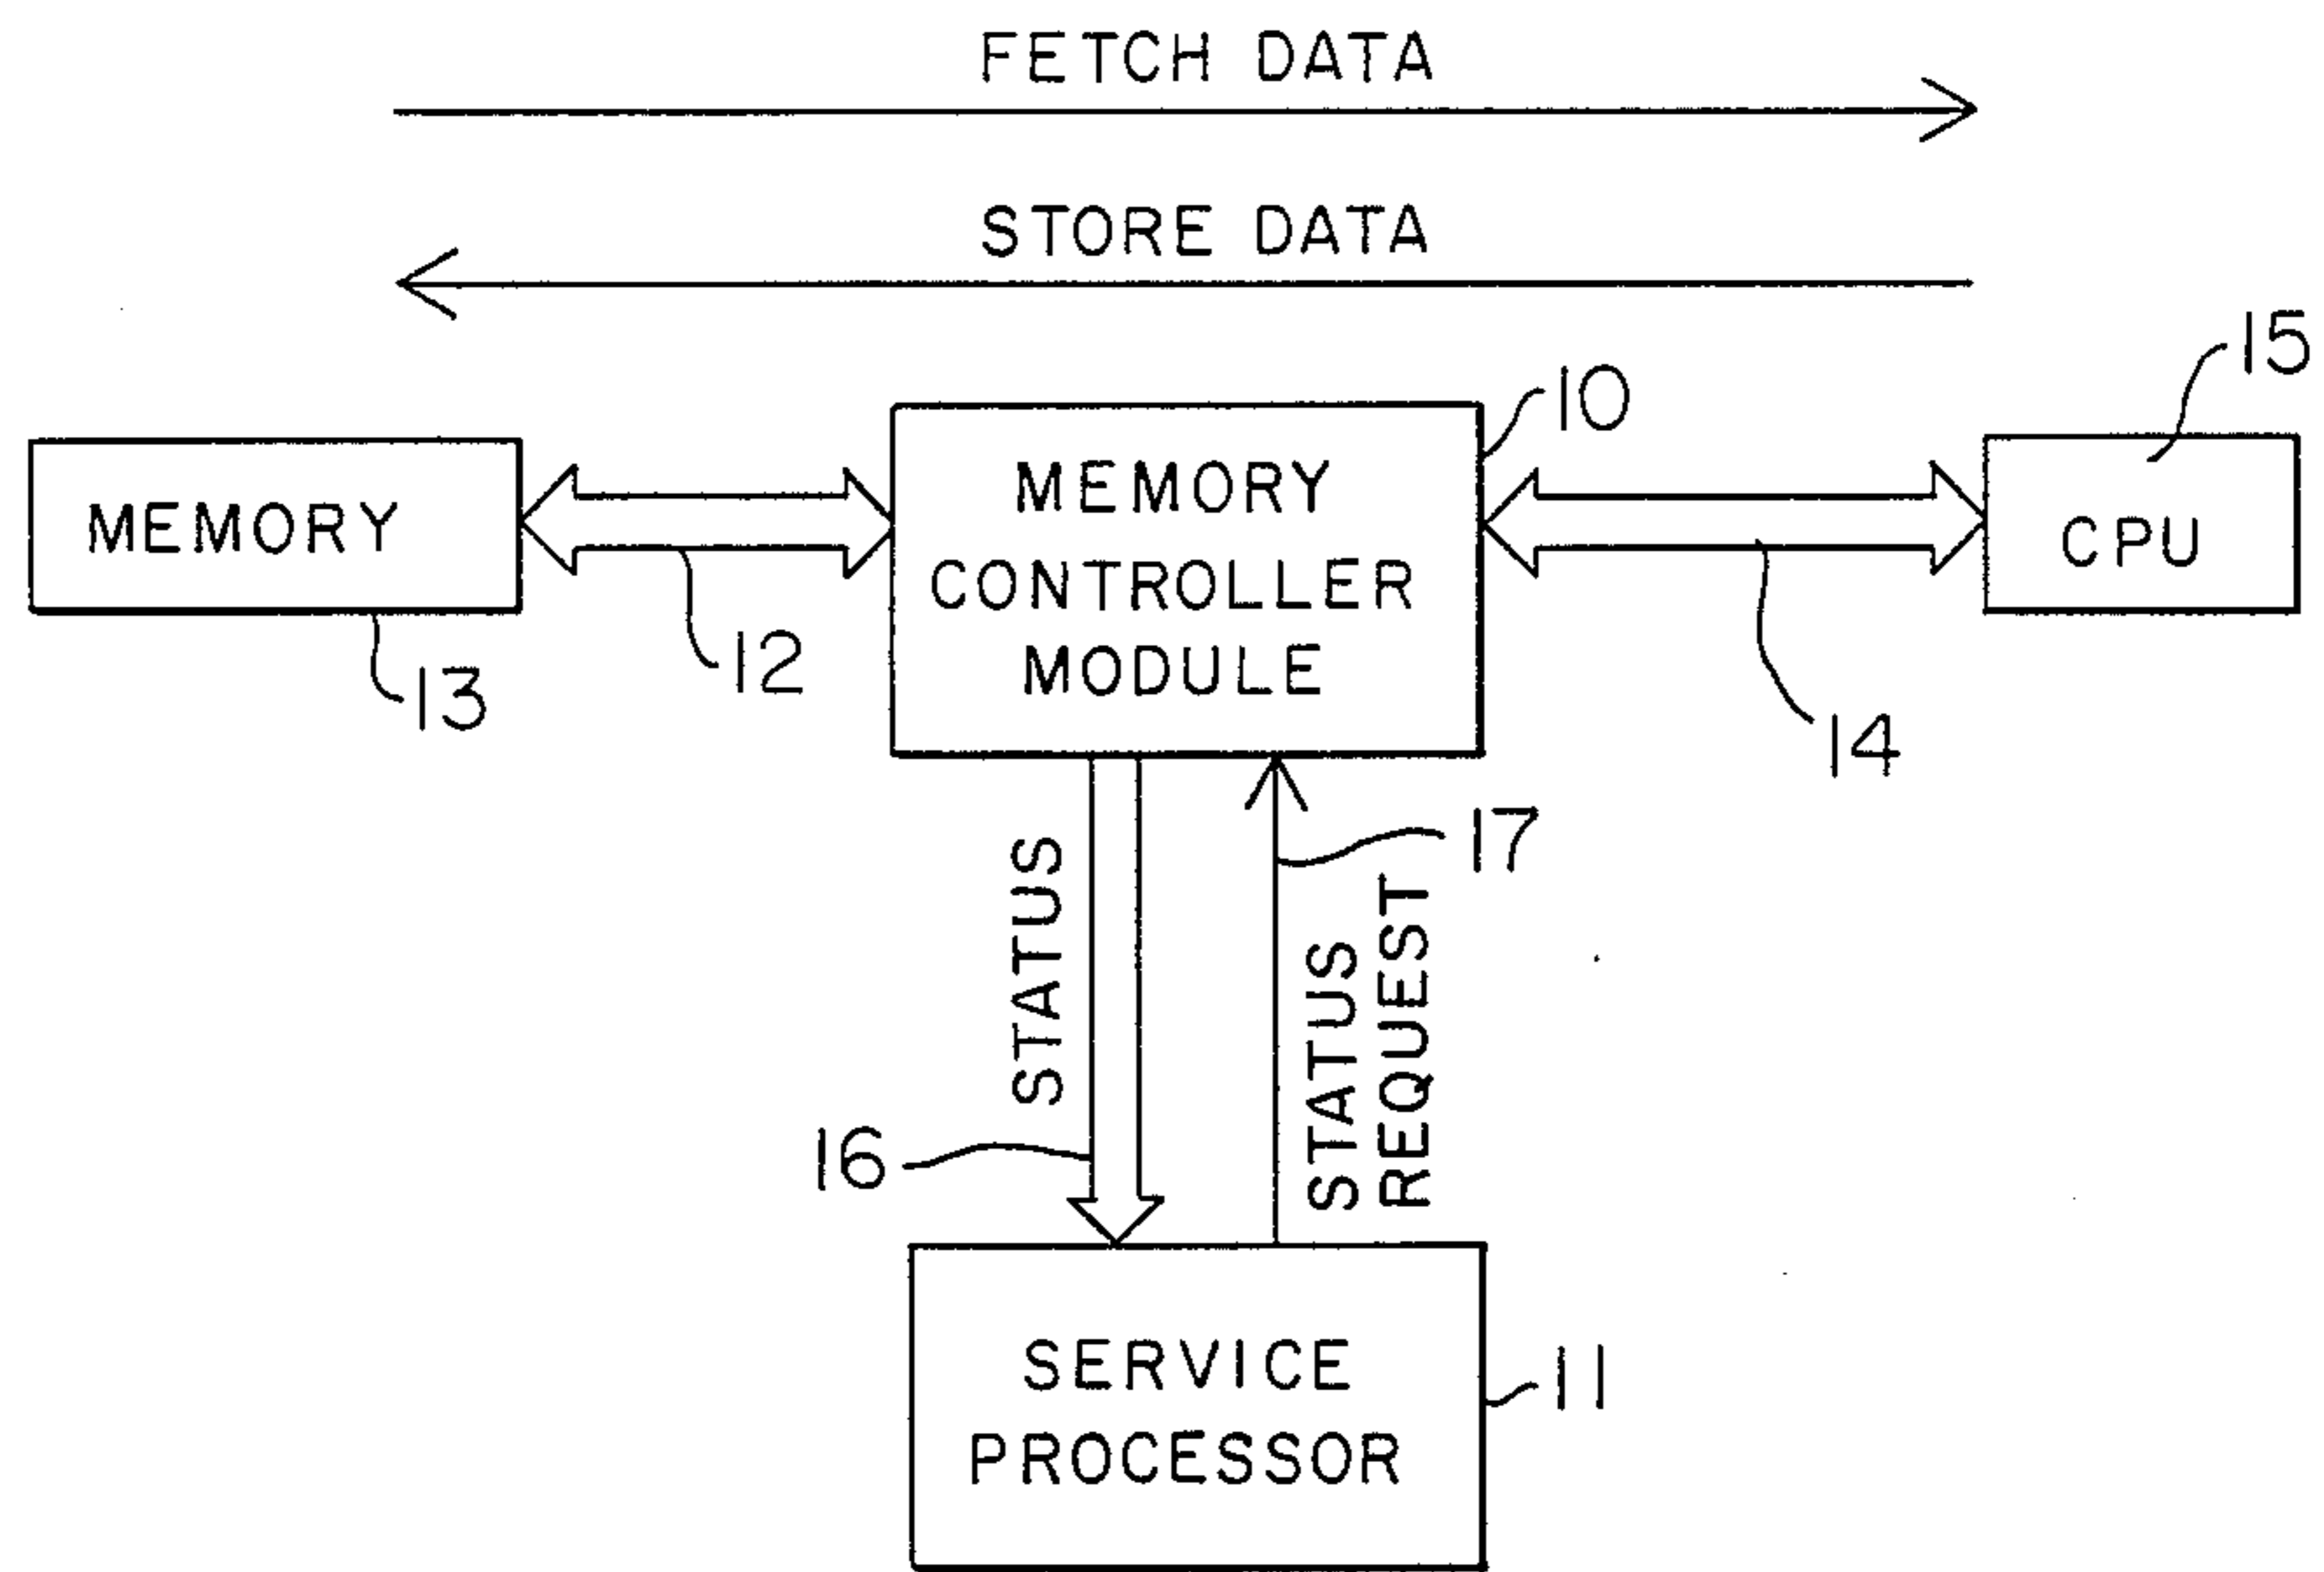 FETCH DATA
STORE DATA
15
10
MEMORY
MEMORY
CONTROLLER
MODULE
CPU
12
13
14
17
STATUS
STATUS
REQUEST
16
SERVICE
PROCESSOR
11